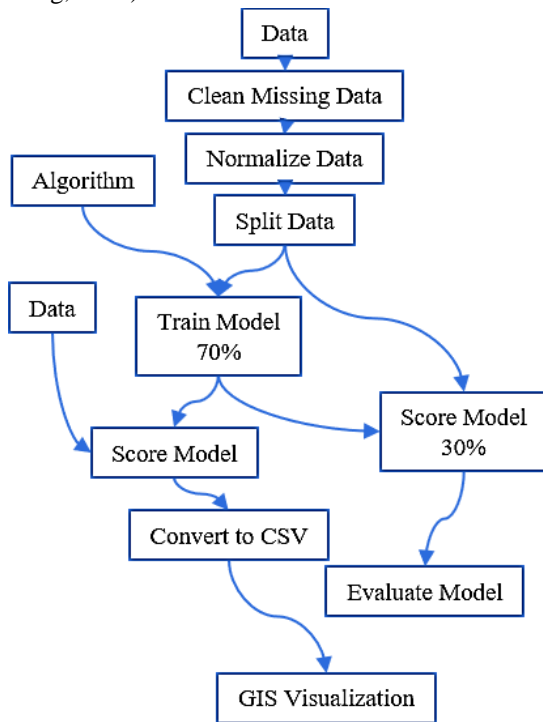 Data
Clean Missing Data
Normalize Data
Algorithm
Split Data
Data
Train Model
70%
Score Model
30%
Score Model
Convert to CSV
Evaluate Model
GIS Visualization